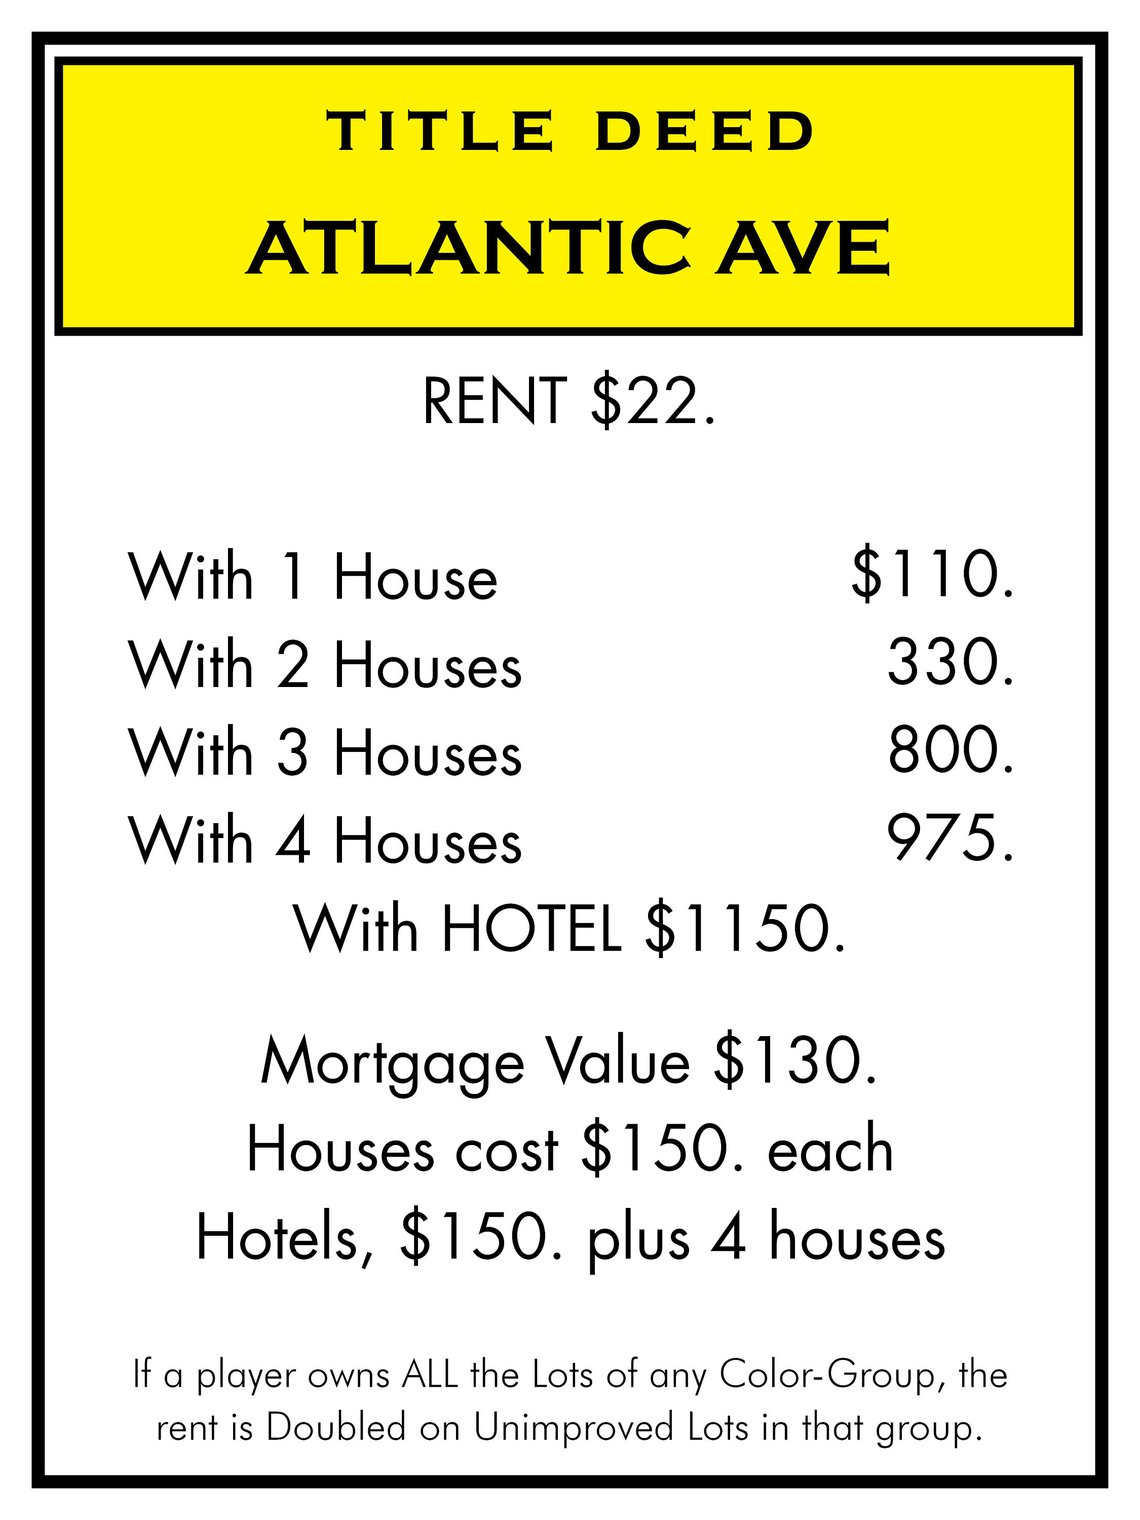 TITLE DEED
ATLANTIC AVE
RENT $22.
With 1 House $110.
With 2 Houses 330.
With 3 Houses 800.
With 4 Houses 975.
With HOTEL $1150.
Mortgage Value $130.
Houses cost $150. each
Hotels, $150. plus 4 houses
If a player owns ALL the Lots of any Color-Group, the
rent is Doubled on Unimproved Lots in that group.